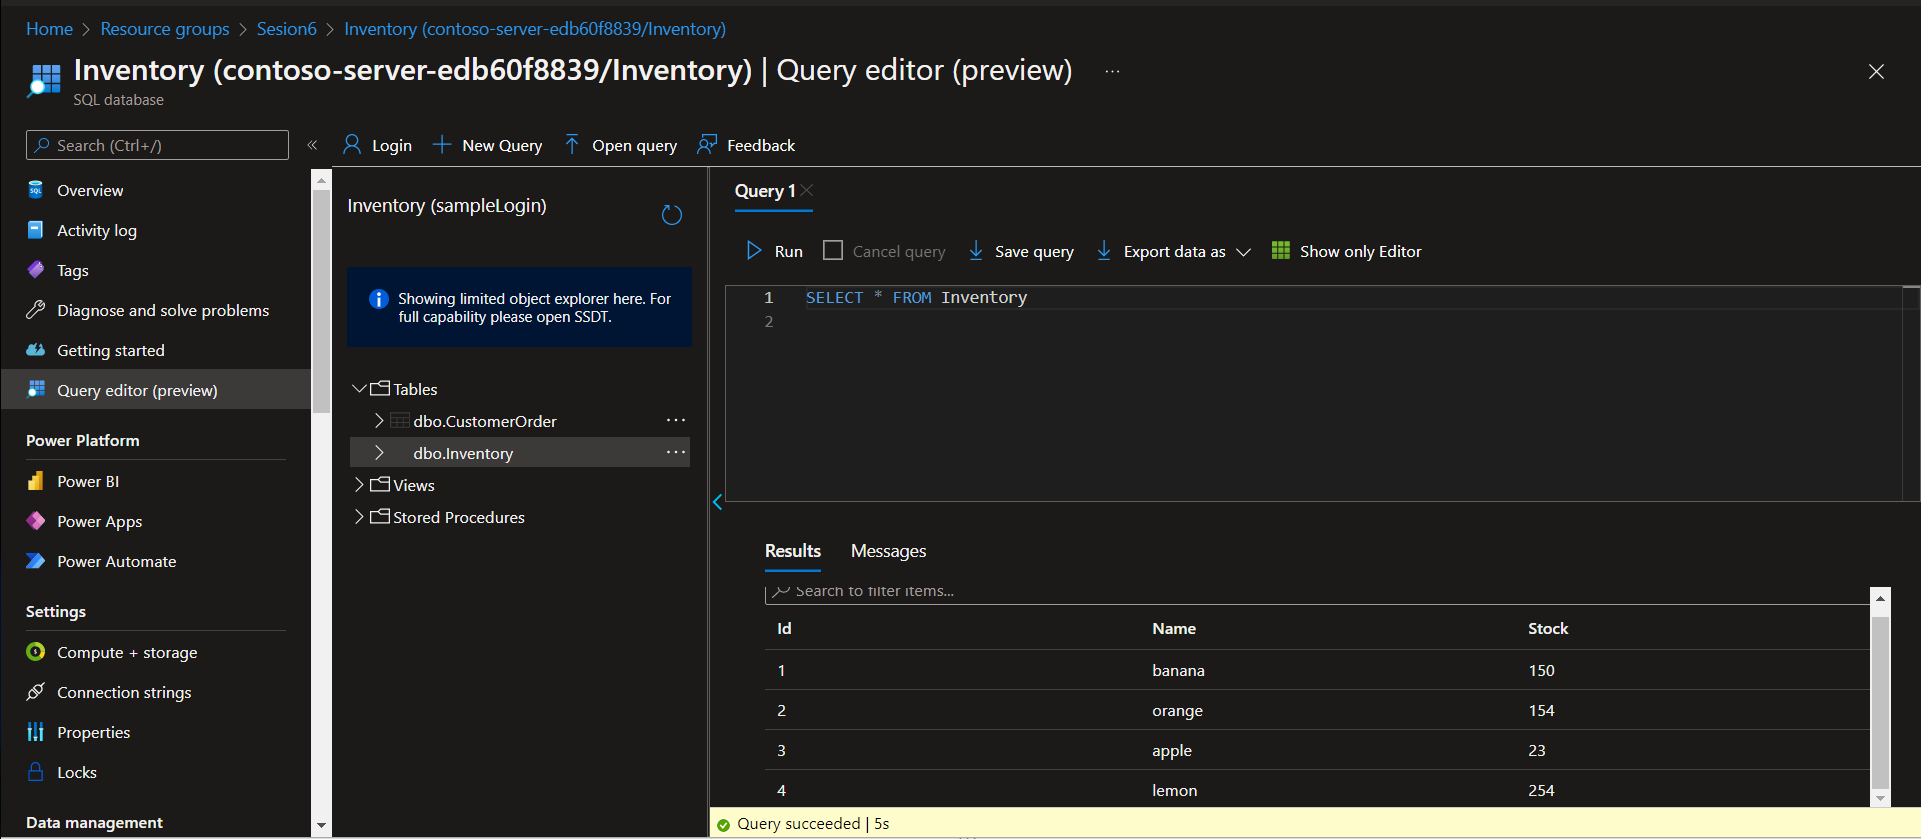 Home > Resource groups > Sesion6 > Inventory (contoso-server-edb60f8839/Inventory)
Inventory (contoso-server-edb60f8839/Inventory) | Query editor (preview) ...
SQL database
Search (Ctrl+/)
«
Overview
Activity log
Tags
Diagnose and solve problems
Getting started
Query editor (preview)
Power Platform
Power BI
Power Apps
Power Automate
Settings
Compute + storage
Connection strings
Properties
Locks
Data management
Login
New Query
Open query
Feedback
Inventory (sampleLogin)
Showing limited object explorer here. For
full capability please open SSDT.
Tables
dbo.CustomerOrder ...
dbo.Inventory ...
Views
Stored Procedures
Query 1
Run
Cancel query
Save query
Export data as
Show only Editor
1 SELECT * FROM Inventory
2
Results Messages
Search to filter items...
Id Name Stock
1 banana 150
2 orange 154
3 apple 23
4 lemon 254
Query succeeded | 5s